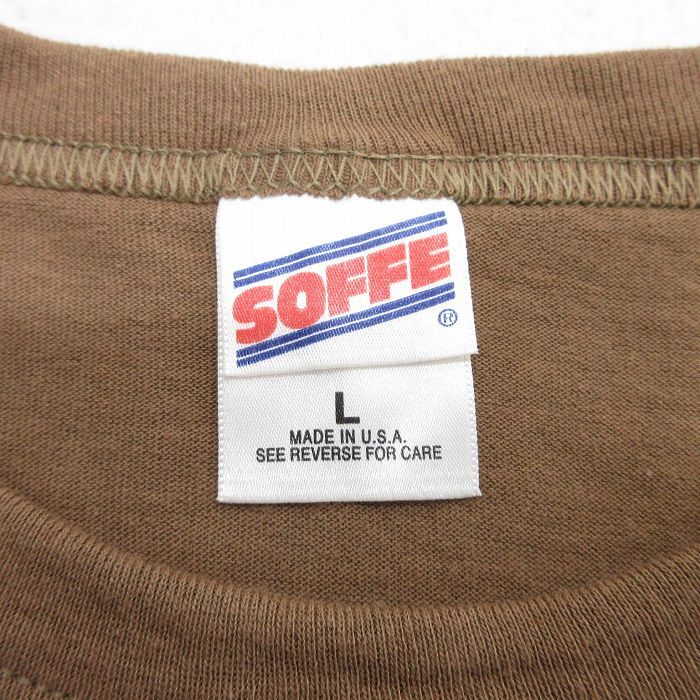 SOFFE
®
L
MADE IN U.S.A.
SEE REVERSE FOR CARE